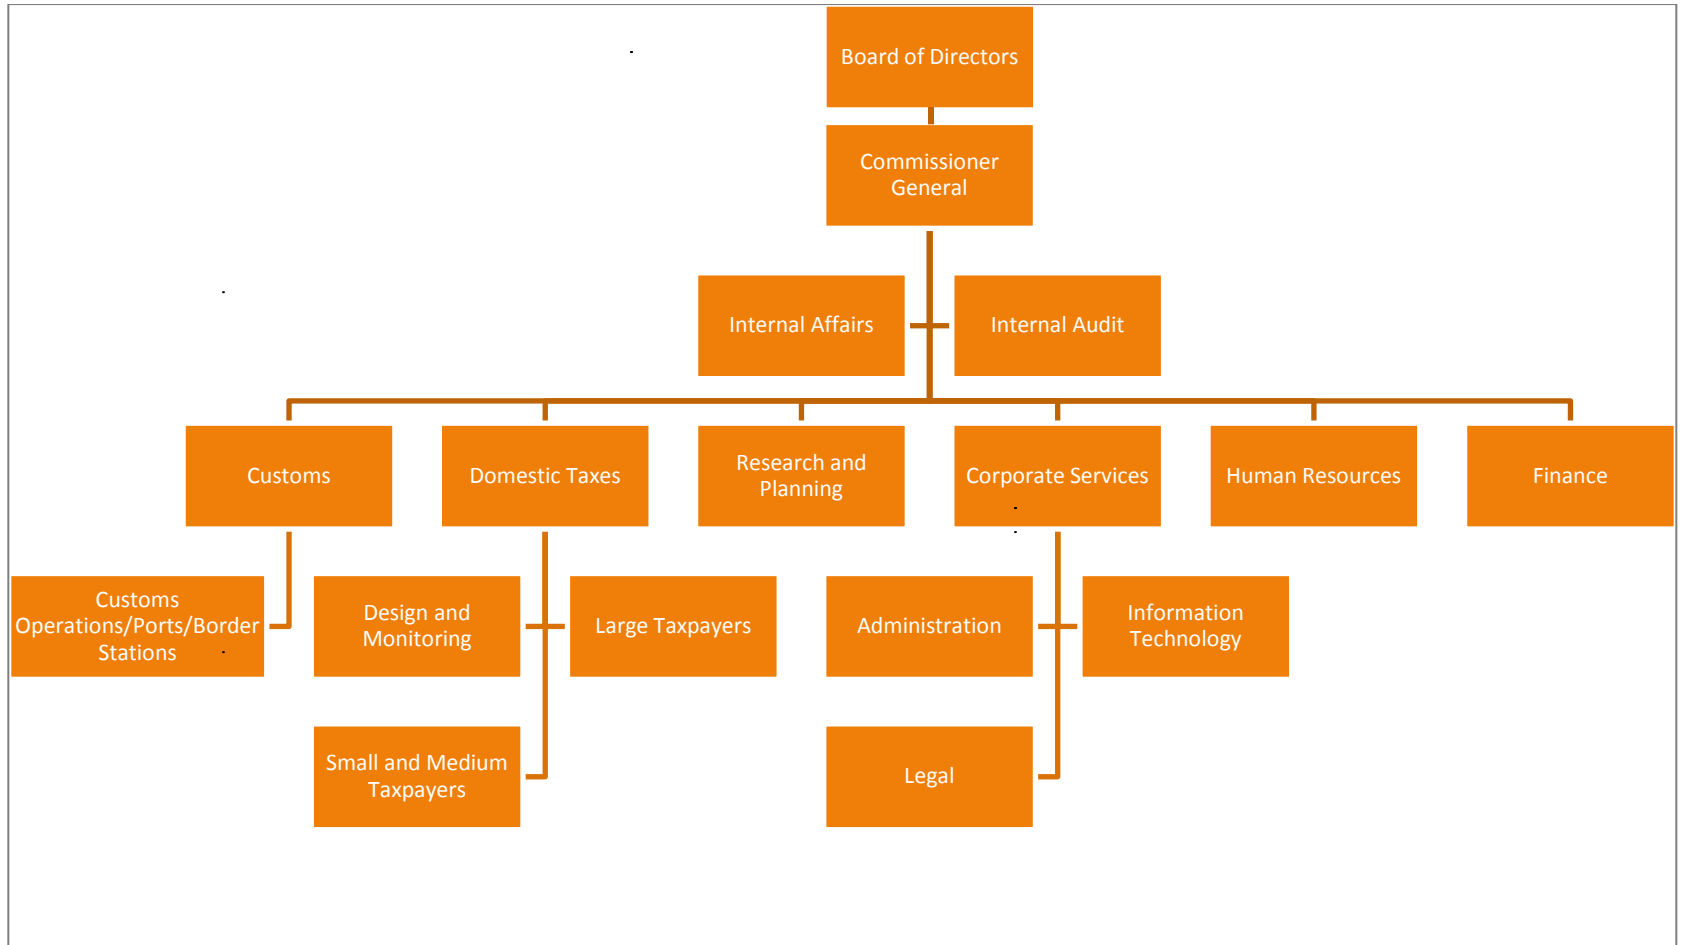 Board of Directors
Commissioner
General
Internal Affairs
Internal Audit
Customs
Domestic Taxes
Research and
Planning
Corporate Services
Human Resources
Finance
Customs
Operations/Ports/Border
Stations
Design and
Monitoring
Large Taxpayers
Administration
Information
Technology
Small and Medium
Taxpayers
Legal